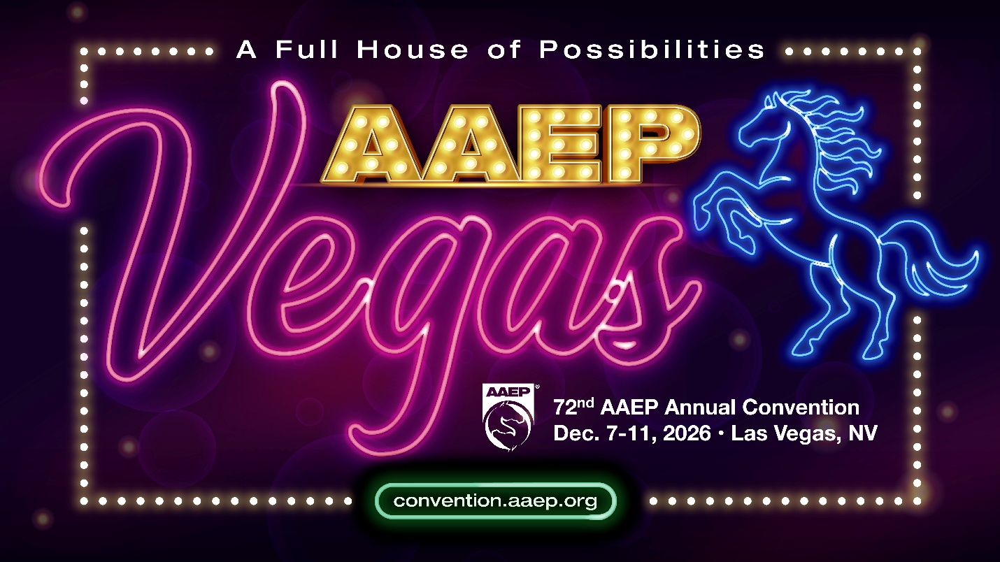 A Full House of Possibilities
AAEP
Vegas
AAEP®
72nd AAEP Annual Convention
Dec. 7-11, 2026 • Las Vegas, NV
convention.aaep.org